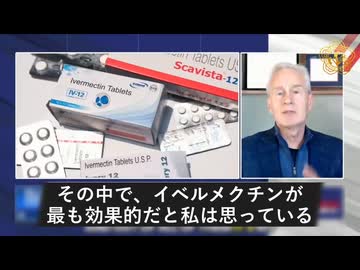 Tablets U.S.P.
Scavista-12
Ivermectin Tablets
IV-12
Ivermectin Tablets U.S.P.
その中で、イベルメクチンが
最も効果的だと私は思っている